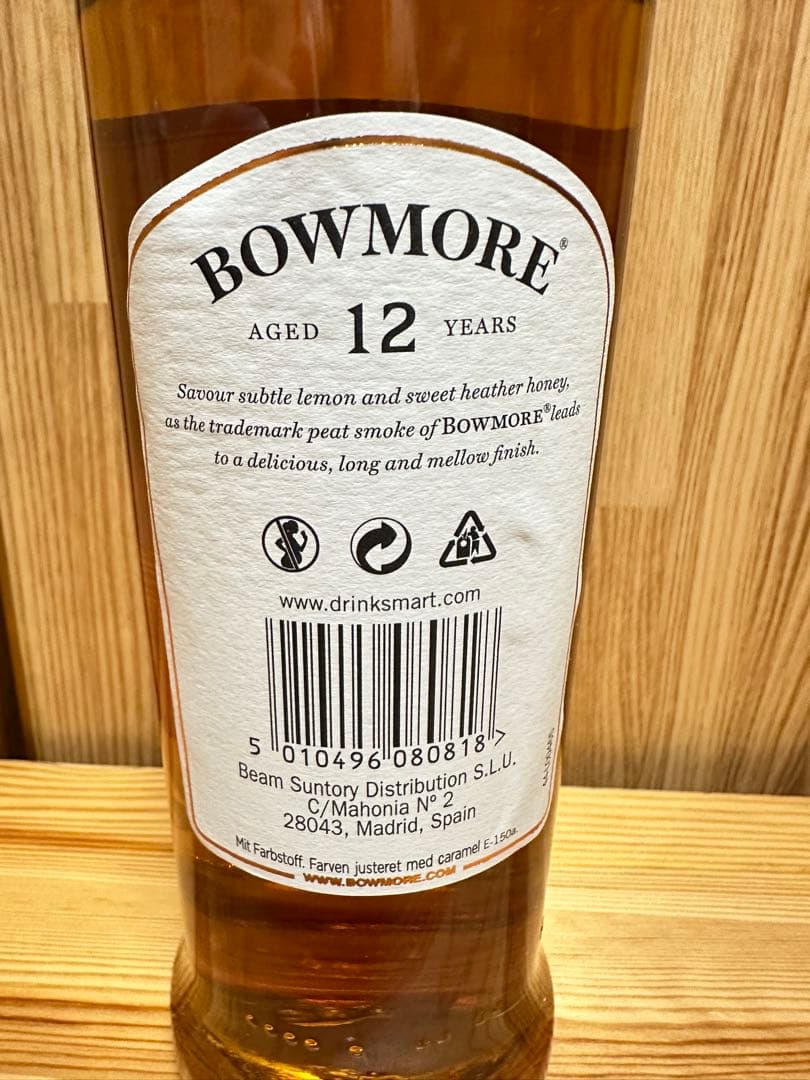 BOWMORE®
AGED 12 YEARS
Savour subtle lemon and sweet heather honey,
as the trademark peat smoke of BOWMORE® leads
to a delicious, long and mellow finish.
www.drinksmart.com
5 010496 080818 >
Beam Suntory Distribution S.L.U.
C/Mahonia Nº 2
28043, Madrid, Spain
Mit Farbstoff. Farven justeret med caramel E-150a.
WWW.BOWMORE.COM